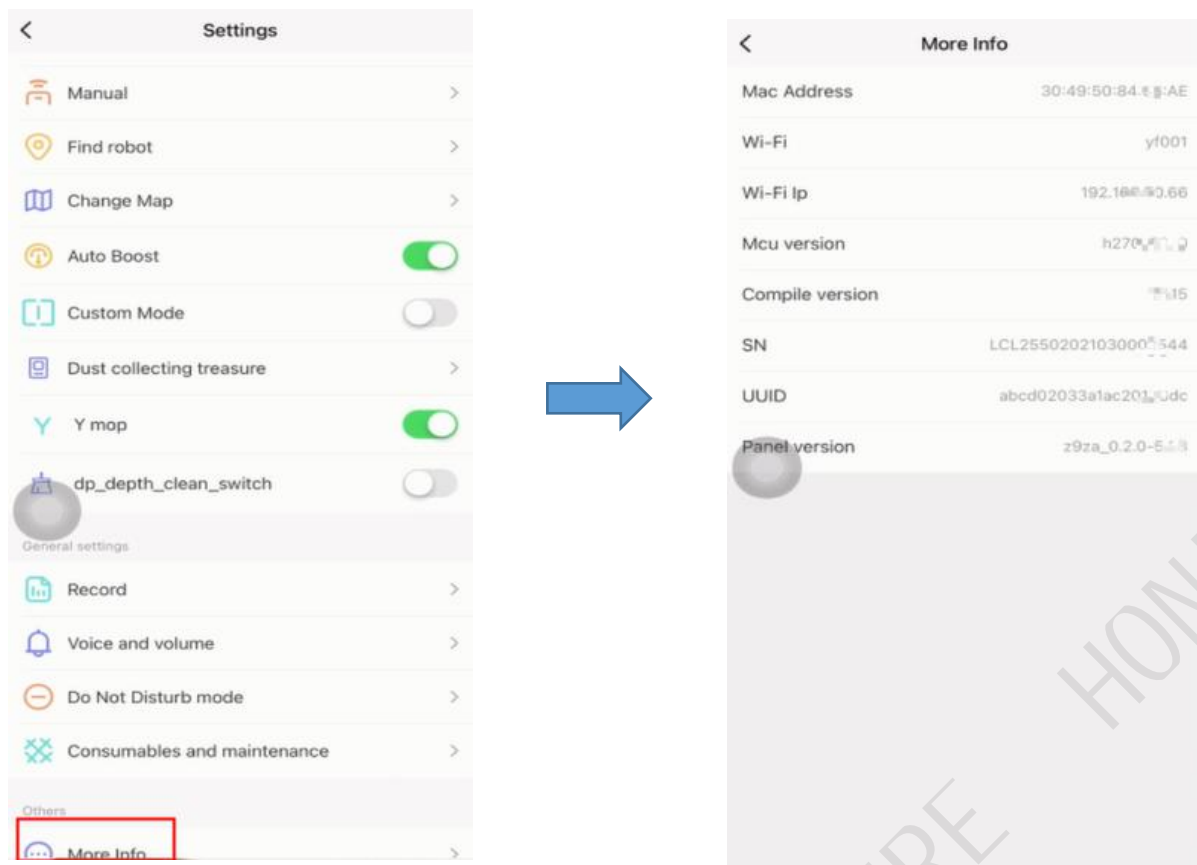 Settings
Manual
Find robot
Change Map
Auto Boost
Custom Mode
Dust collecting treasure
Y mop
dp_depth_clean_switch
General settings
Record
Voice and volume
Do Not Disturb mode
Consumables and maintenance
Others
More Info
More Info
Mac Address
Wi-Fi yf001
Wi-Fi Ip
Mcu version
Compile version
SN
UUID
Panel version